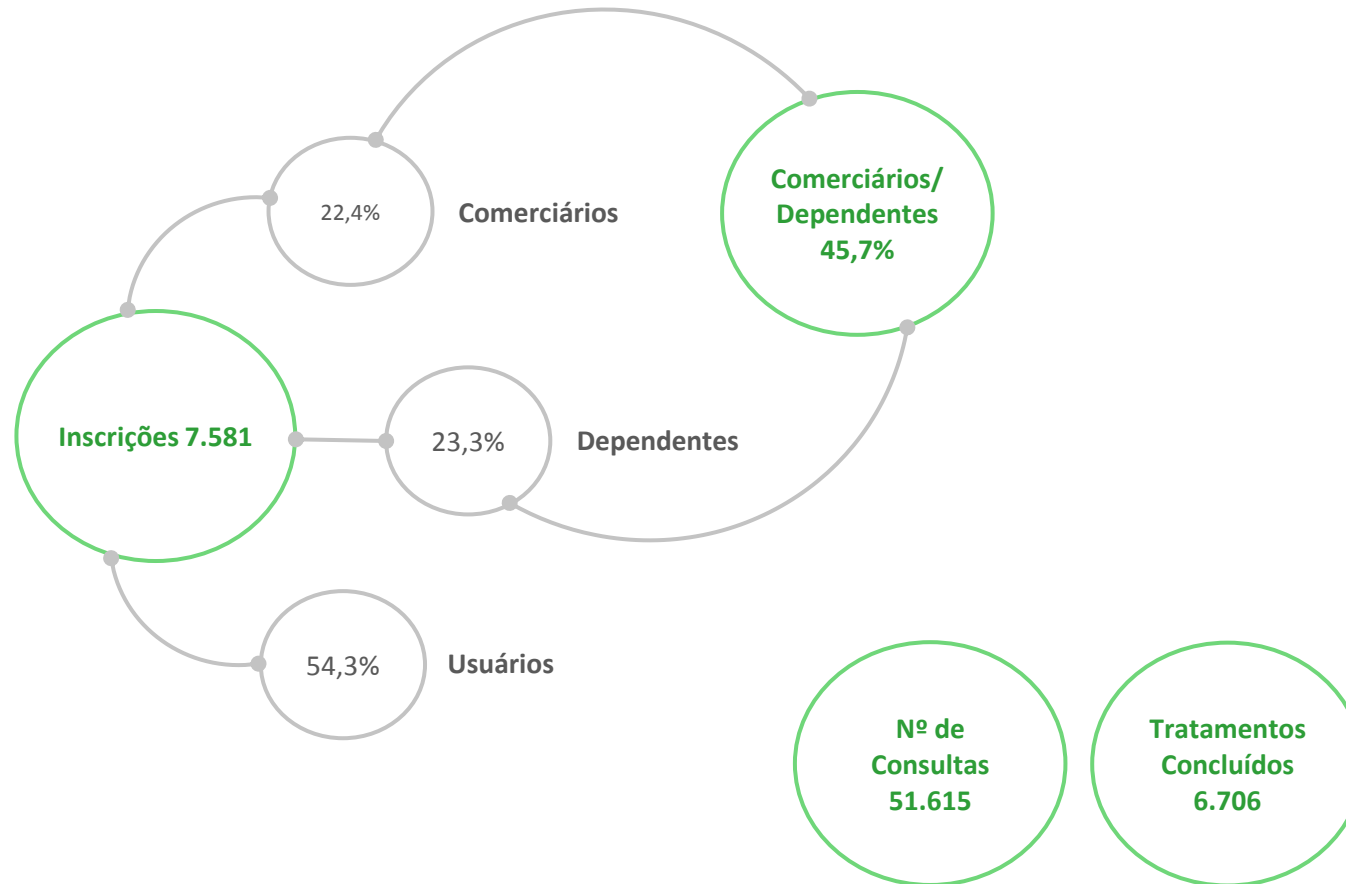 Comerciários/
Dependentes
45,7%
22,4%
Comerciários
Inscrições 7.581
23,3%
Dependentes
54,3%
Usuários
Nº de
Consultas
51.615
Tratamentos
Concluídos
6.706